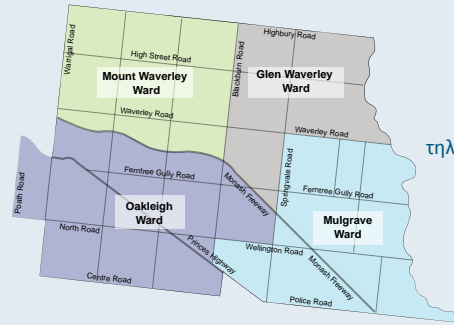 Highbury Road
Warrigal Road
High Street Road
Blackburn Road
Mount Waverley
Ward
Glen Waverley
Ward
Waverley Road
Waverley Road
τηλ
Springvale Road
Ferntree Gully Road
Monash Freeway
Ferntree Gully Road
Poath Road
Oakleigh
Ward
Mulgrave
Ward
North Road
Princes Highway
Wellington Road
Monash Freeway
Centre Road
Police Road